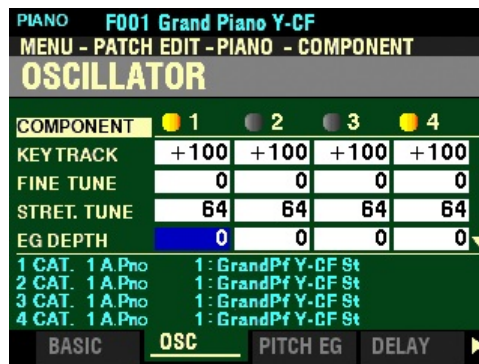 PIANO F001 Grand Piano Y-CF
MENU - PATCH EDIT - PIANO - COMPONENT
OSCILLATOR
COMPONENT 1 2 3 4
KEYTRACK +100 +100 +100 +100
FINE TUNE 0 0 0 0
STRET. TUNE 64 64 64 64
EG DEPTH 0 0 0 0
1 CAT. 1 A.Pno 1: GrandPf Y-CF St
2 CAT. 1 A.Pno 1: GrandPf Y-CF St
3 CAT. 1 A.Pno 1: GrandPf Y-CF St
4 CAT. 1 A.Pno 1: GrandPf Y-CF St
BASIC OSC PITCH EG DELAY